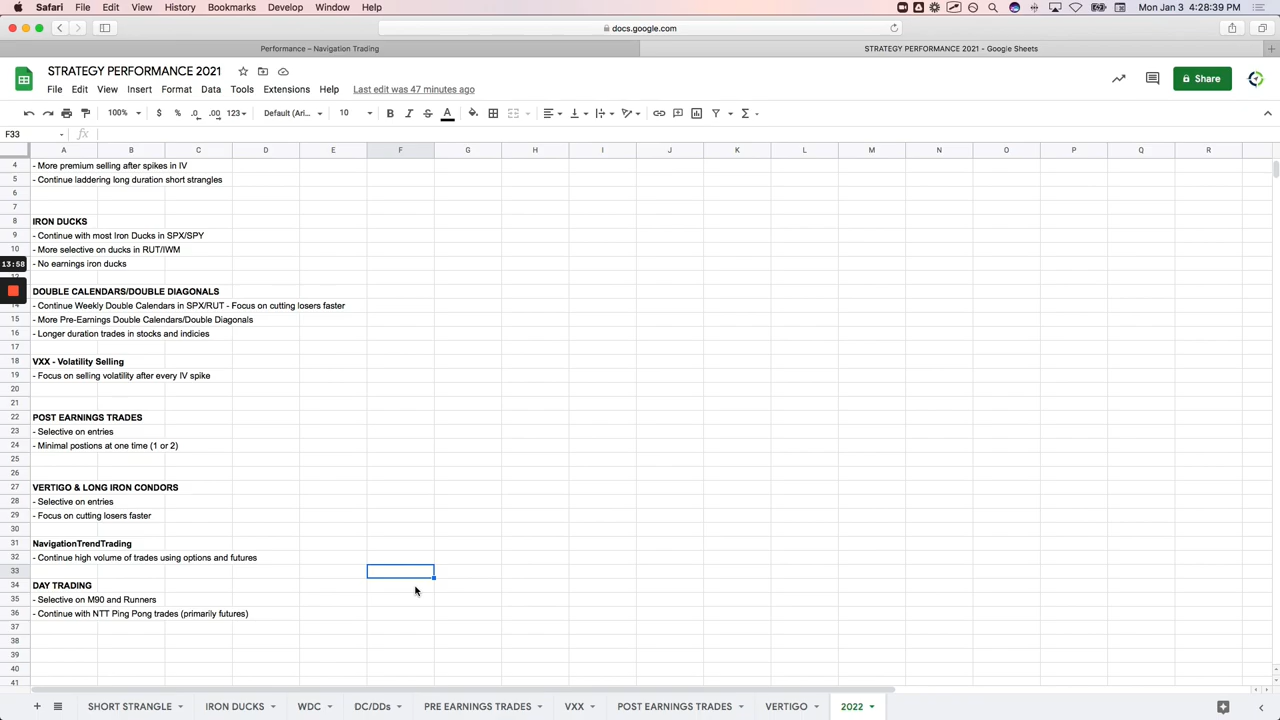 Safari File Edit View History Bookmarks Develop Window Help Mon Jan 3 4:28:39 PM
docs.google.com
Performance – Navigation Trading STRATEGY PERFORMANCE 2021 - Google Sheets
STRATEGY PERFORMANCE 2021
File Edit View Insert Format Data Tools Extensions Help Last edit was 47 minutes ago
Share
100% $ % .0 .00 123 Default (Ari... 10 B I S A
F33 fx
A B C D E F G H I J K L M N O P Q R
4 - More premium selling after spikes in IV
5 - Continue laddering long duration short strangles
6
7
8 IRON DUCKS
9 - Continue with most Iron Ducks in SPX/SPY
10 - More selective on ducks in RUT/IWM
13:58 - No earnings iron ducks
12
DOUBLE CALENDARS/DOUBLE DIAGONALS
14 - Continue Weekly Double Calendars in SPX/RUT - Focus on cutting losers faster
15 - More Pre-Earnings Double Calendars/Double Diagonals
16 - Longer duration trades in stocks and indicies
17
18 VXX - Volatility Selling
19 - Focus on selling volatility after every IV spike
20
21
22 POST EARNINGS TRADES
23 - Selective on entries
24 - Minimal postions at one time (1 or 2)
25
26
27 VERTIGO & LONG IRON CONDORS
28 - Selective on entries
29 - Focus on cutting losers faster
30
31 NavigationTrendTrading
32 - Continue high volume of trades using options and futures
33
34 DAY TRADING
35 - Selective on M90 and Runners
36 - Continue with NTT Ping Pong trades (primarily futures)
37
38
39
40
41
SHORT STRANGLE IRON DUCKS WDC DC/DDs PRE EARNINGS TRADES VXX POST EARNINGS TRADES VERTIGO 2022